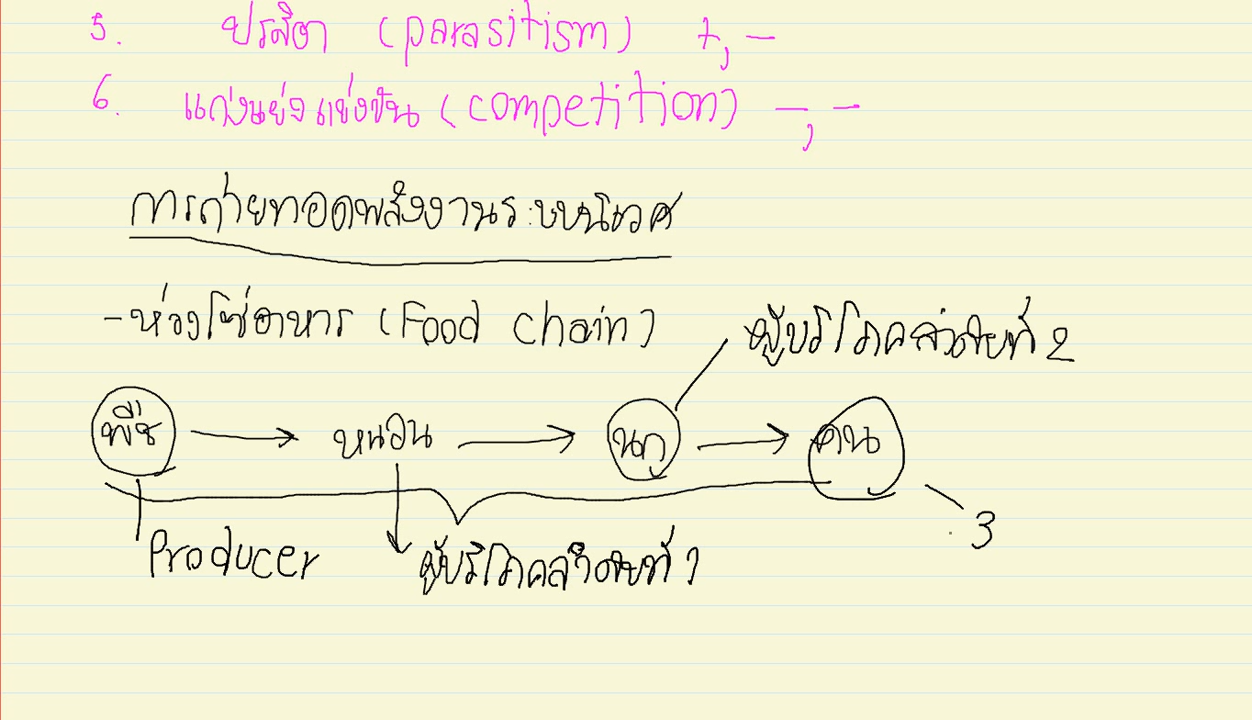 5. ปรสิต (parasitism) +, -
6. แก่งแย่งแข่งขัน (competition) -, -
การถ่ายทอดพลังงานระบบนิเวศ
- ห่วงโซ่อาหาร (Food chain)
ผู้บริโภคลำดับที่ 2
พืช → หนอน → นก → คน
3
Producer ผู้บริโภคลำดับที่ 1